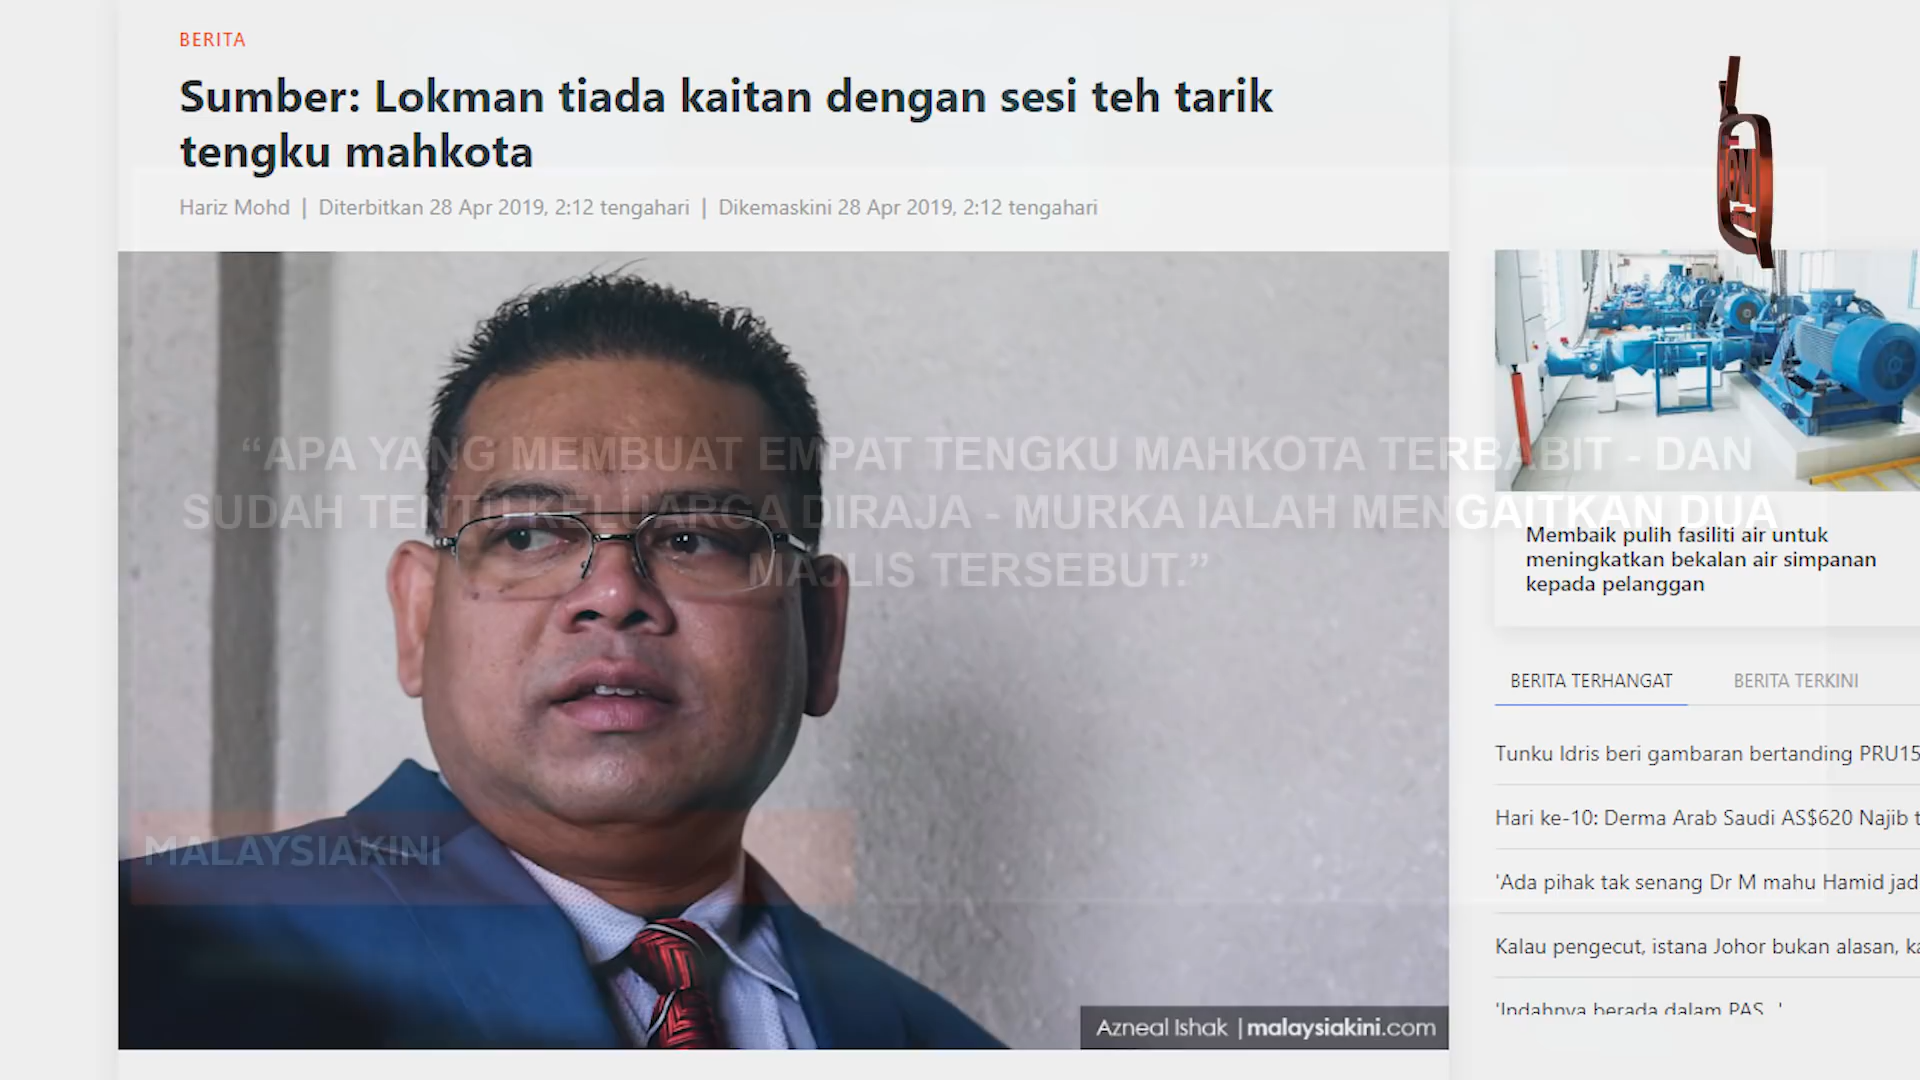 BERITA
Sumber: Lokman tiada kaitan dengan sesi teh tarik
tengku mahkota
Hariz Mohd | Diterbitkan 28 Apr 2019, 2:12 tengahari | Dikemaskini 28 Apr 2019, 2:12 tengahari
“APA YANG MEMBUAT EMPAT TENGKU MAHKOTA TERBABIT - DAN
SUDAH TENTU KELUARGA DIRAJA - MURKA IALAH MENGAITKAN DUA
MAJLIS TERSEBUT.”
MALAYSIAKINI
Azneal Ishak | malaysiakini.com
Membaik pulih fasiliti air untuk
meningkatkan bekalan air simpanan
kepada pelanggan
BERITA TERHANGAT BERITA TERKINI
Tunku Idris beri gambaran bertanding PRU15
Hari ke-10: Derma Arab Saudi AS$620 Najib t
'Ada pihak tak senang Dr M mahu Hamid jad
Kalau pengecut, istana Johor bukan alasan, ka
'Indahnya berada dalam PAS...'